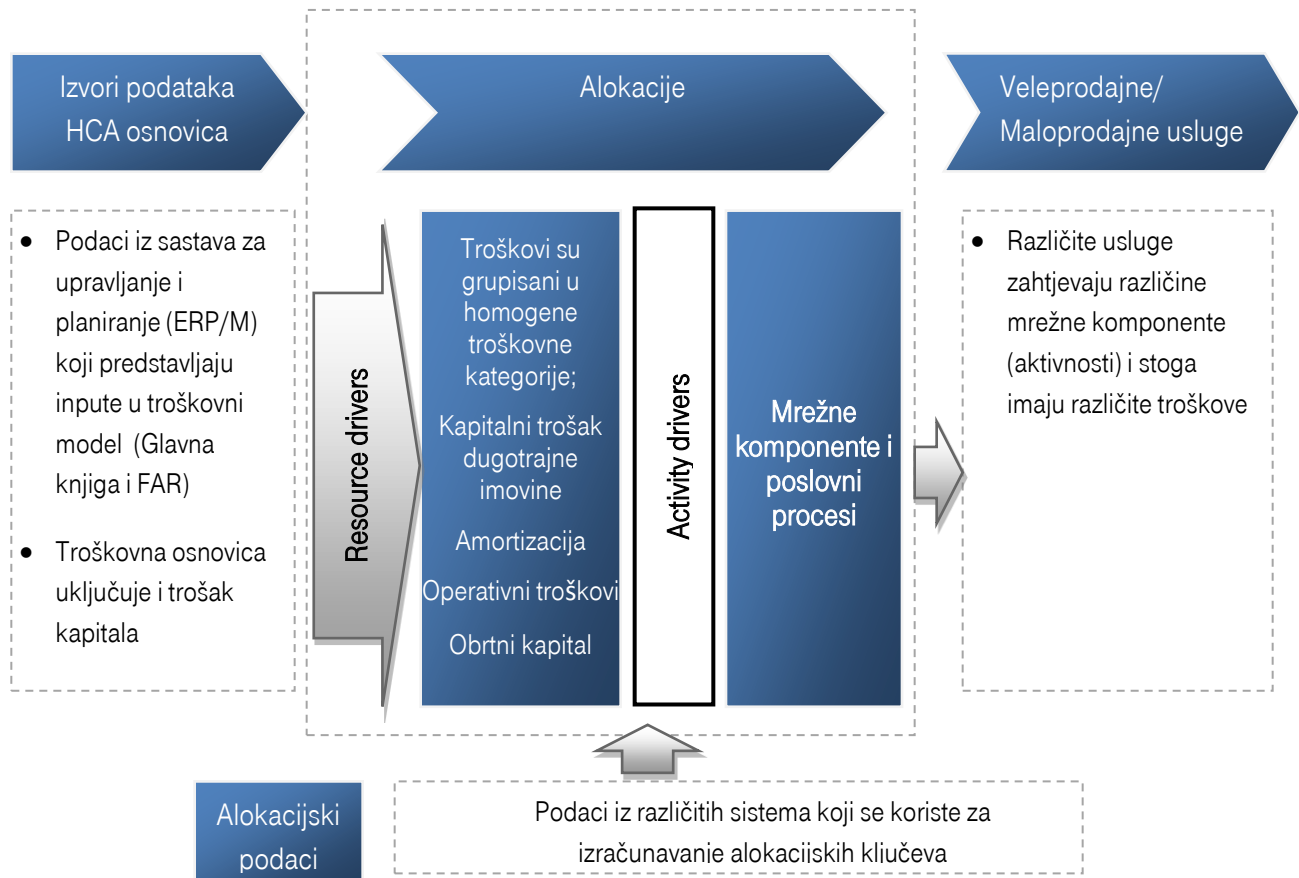 Izvori podataka
HCA osnovica
Alokacije
Veleprodajne/
Maloprodajne usluge
• Podaci iz sastava za
upravljanje i
planiranje (ERP/M)
koji predstavljaju
inpute u troškovni
model (Glavna
knjiga i FAR)
• Troškovna osnovica
uključuje i trošak
kapitala
Resource drivers
Troškovi su
grupisani u
homogene
troškovne
kategorije;
Kapitalni trošak
dugotrajne
imovine
Amortizacija
Operativni troškovi
Obrtni kapital
Activity drivers
Mrežne
komponente i
poslovni
procesi
• Različite usluge
zahtjevaju različine
mrežne komponente
(aktivnosti) i stoga
imaju različite troškove
Alokacijski
podaci
Podaci iz različitih sistema koji se koriste za
izračunavanje alokacijskih ključeva